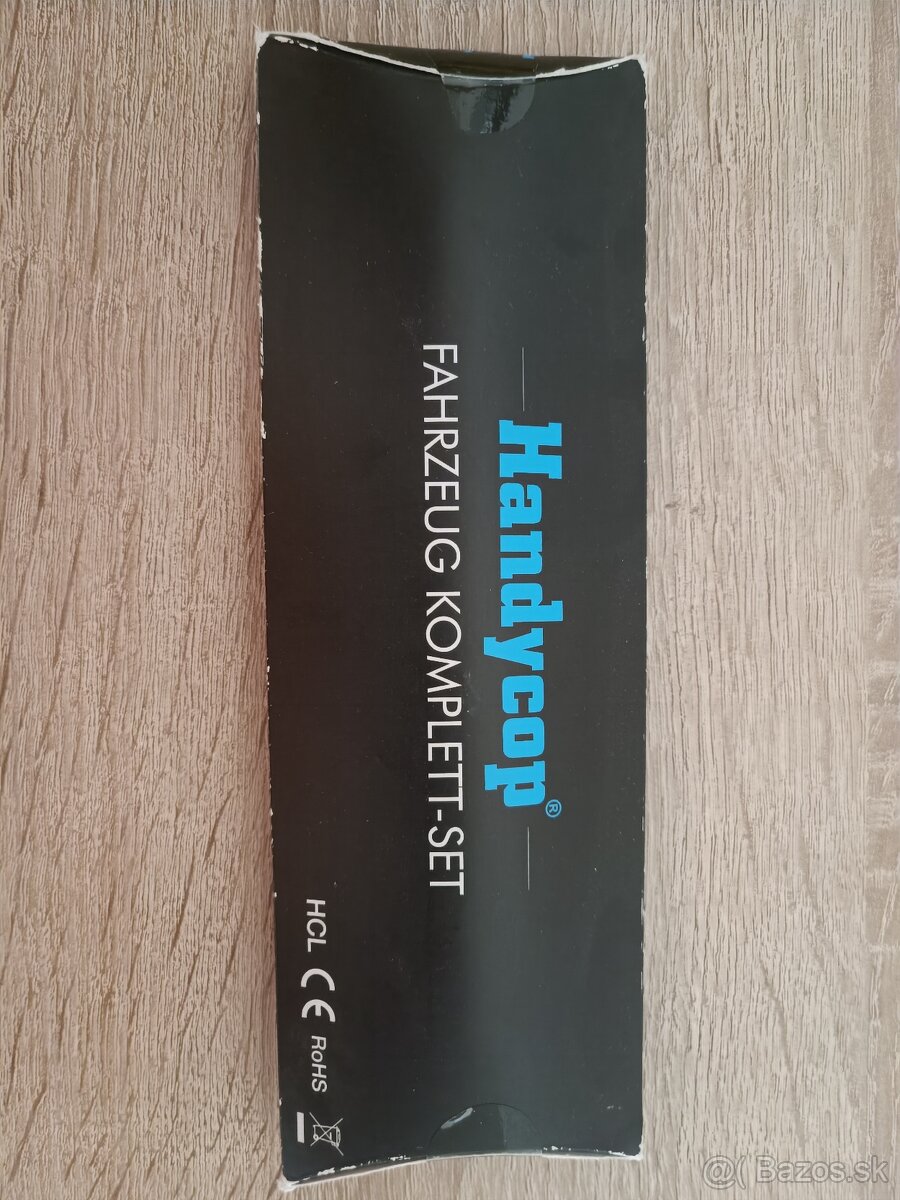 Handycop®
FAHRZEUG KOMPLETT-SET
HCL CE RoHS
@( Bazos.sk